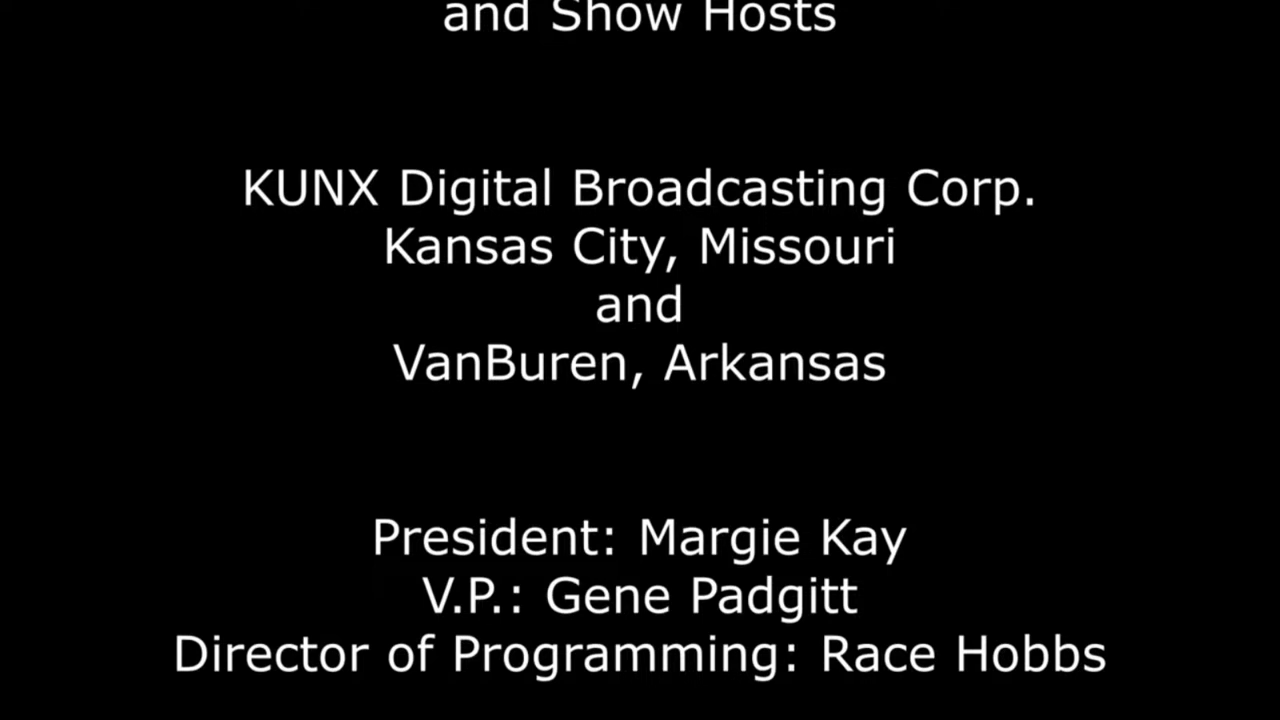 and Show Hosts
KUNX Digital Broadcasting Corp.
Kansas City, Missouri
and
VanBuren, Arkansas
President: Margie Kay
V.P.: Gene Padgitt
Director of Programming: Race Hobbs